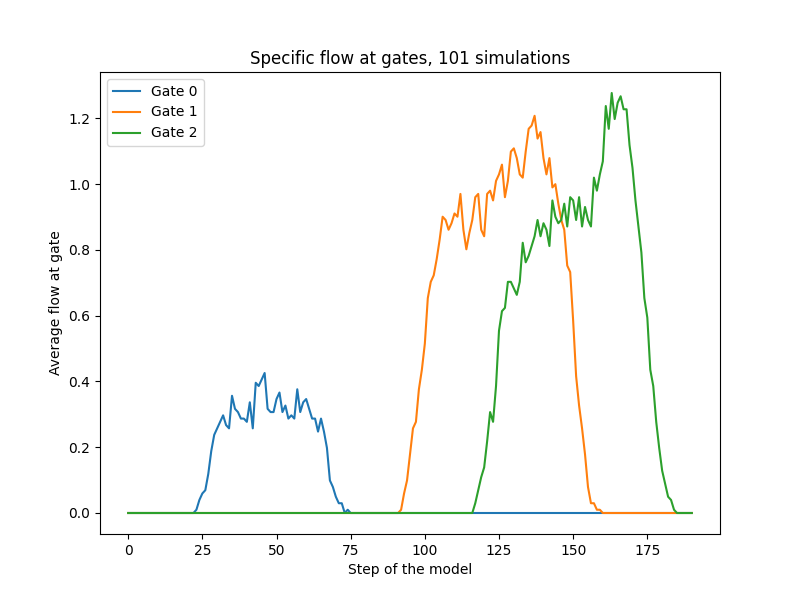 Specific flow at gates, 101 simulations
Gate 0
Gate 1
Gate 2
1.2
1.0
0.8
0.6
0.4
0.2
0.0
Average flow at gate
0 25 50 75 100 125 150 175
Step of the model